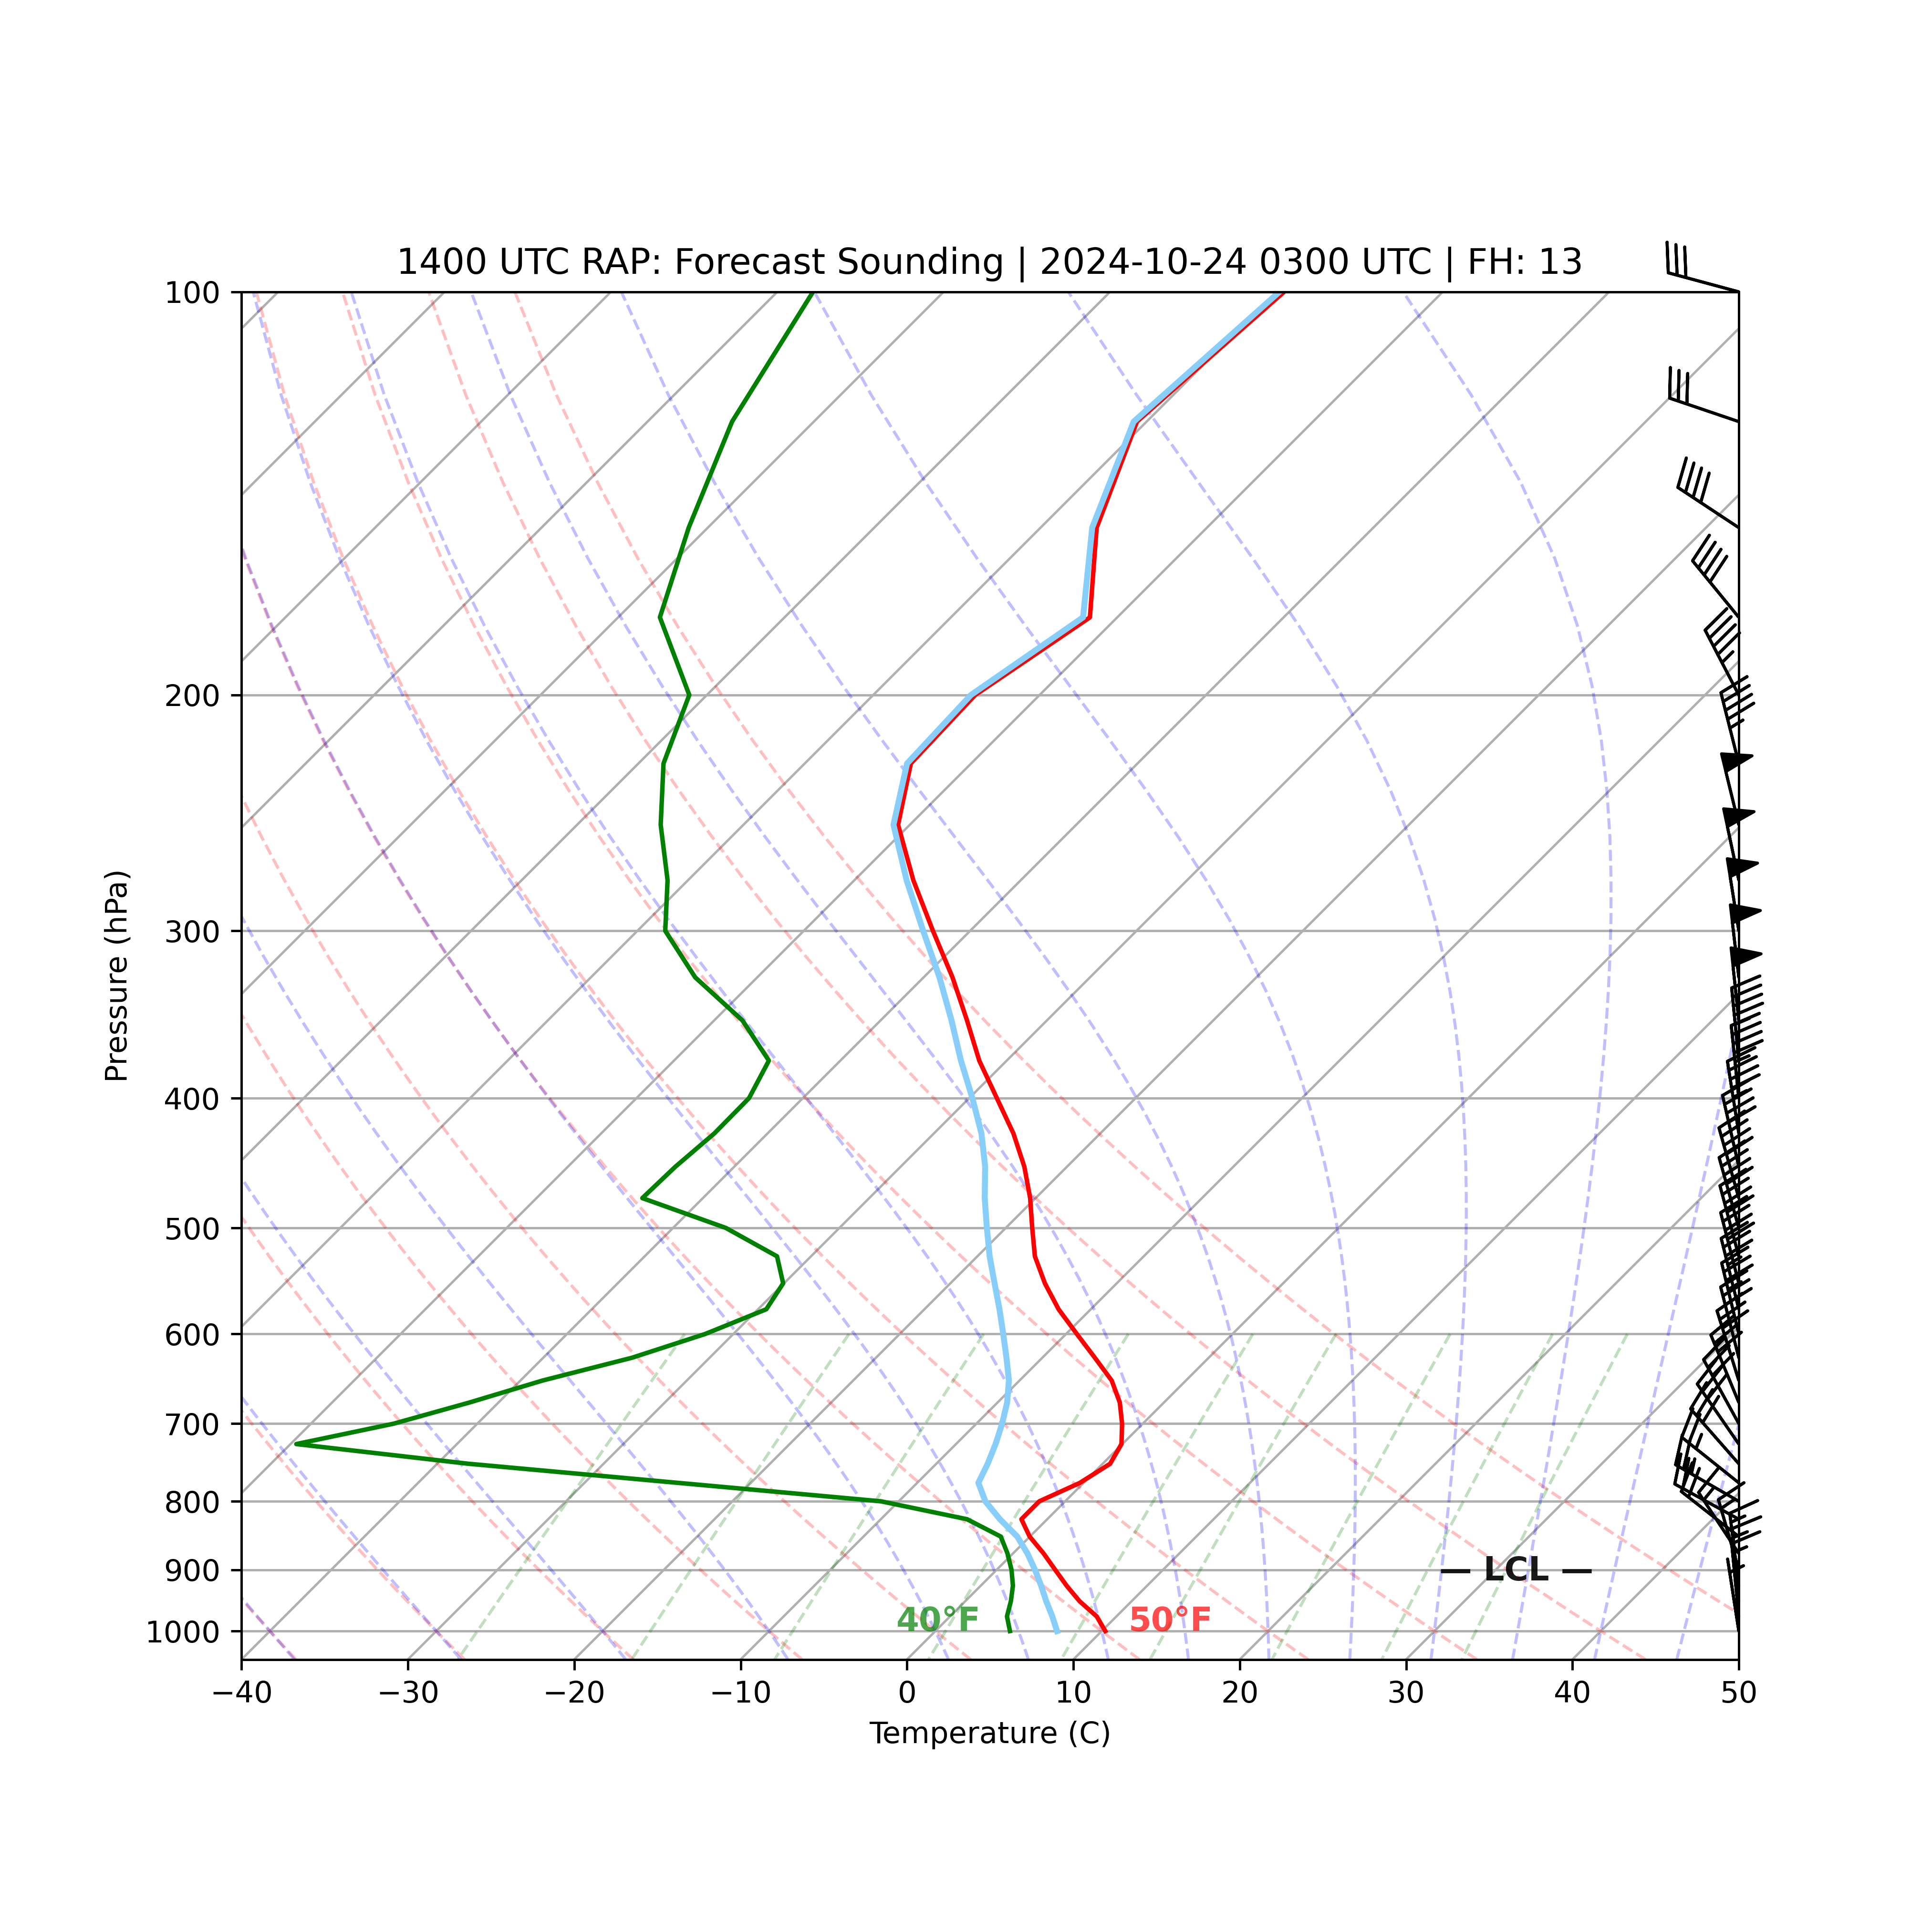 1400 UTC RAP: Forecast Sounding | 2024-10-24 0300 UTC | FH: 13
100
200
300
400
500
600
700
800
900
1000
Pressure (hPa)
— LCL —
40°F
50°F
−40 −30 −20 −10 0 10 20 30 40 50
Temperature (C)